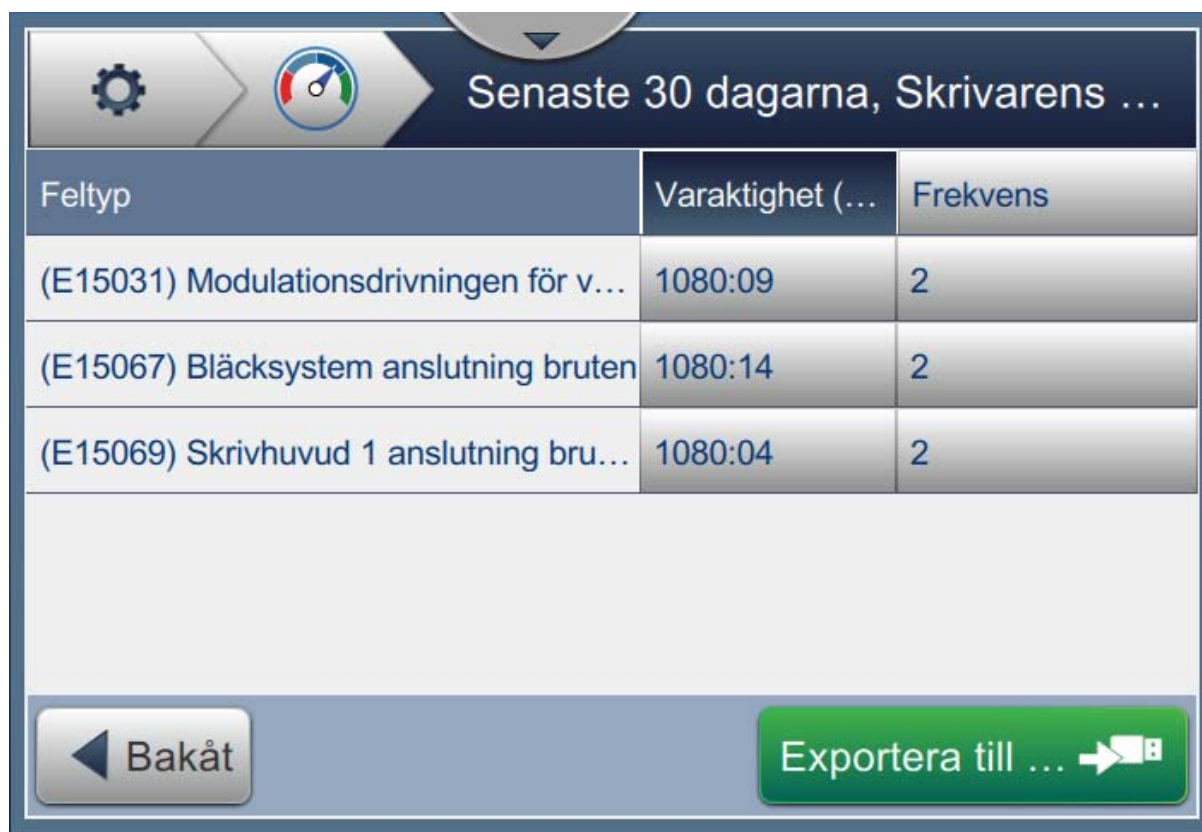 Senaste 30 dagarna, Skrivarens …
Feltyp Varaktighet (… Frekvens
(E15031) Modulationsdrivningen för v… 1080:09 2
(E15067) Bläcksystem anslutning bruten 1080:14 2
(E15069) Skrivhuvud 1 anslutning bru… 1080:04 2
Bakåt Exportera till …